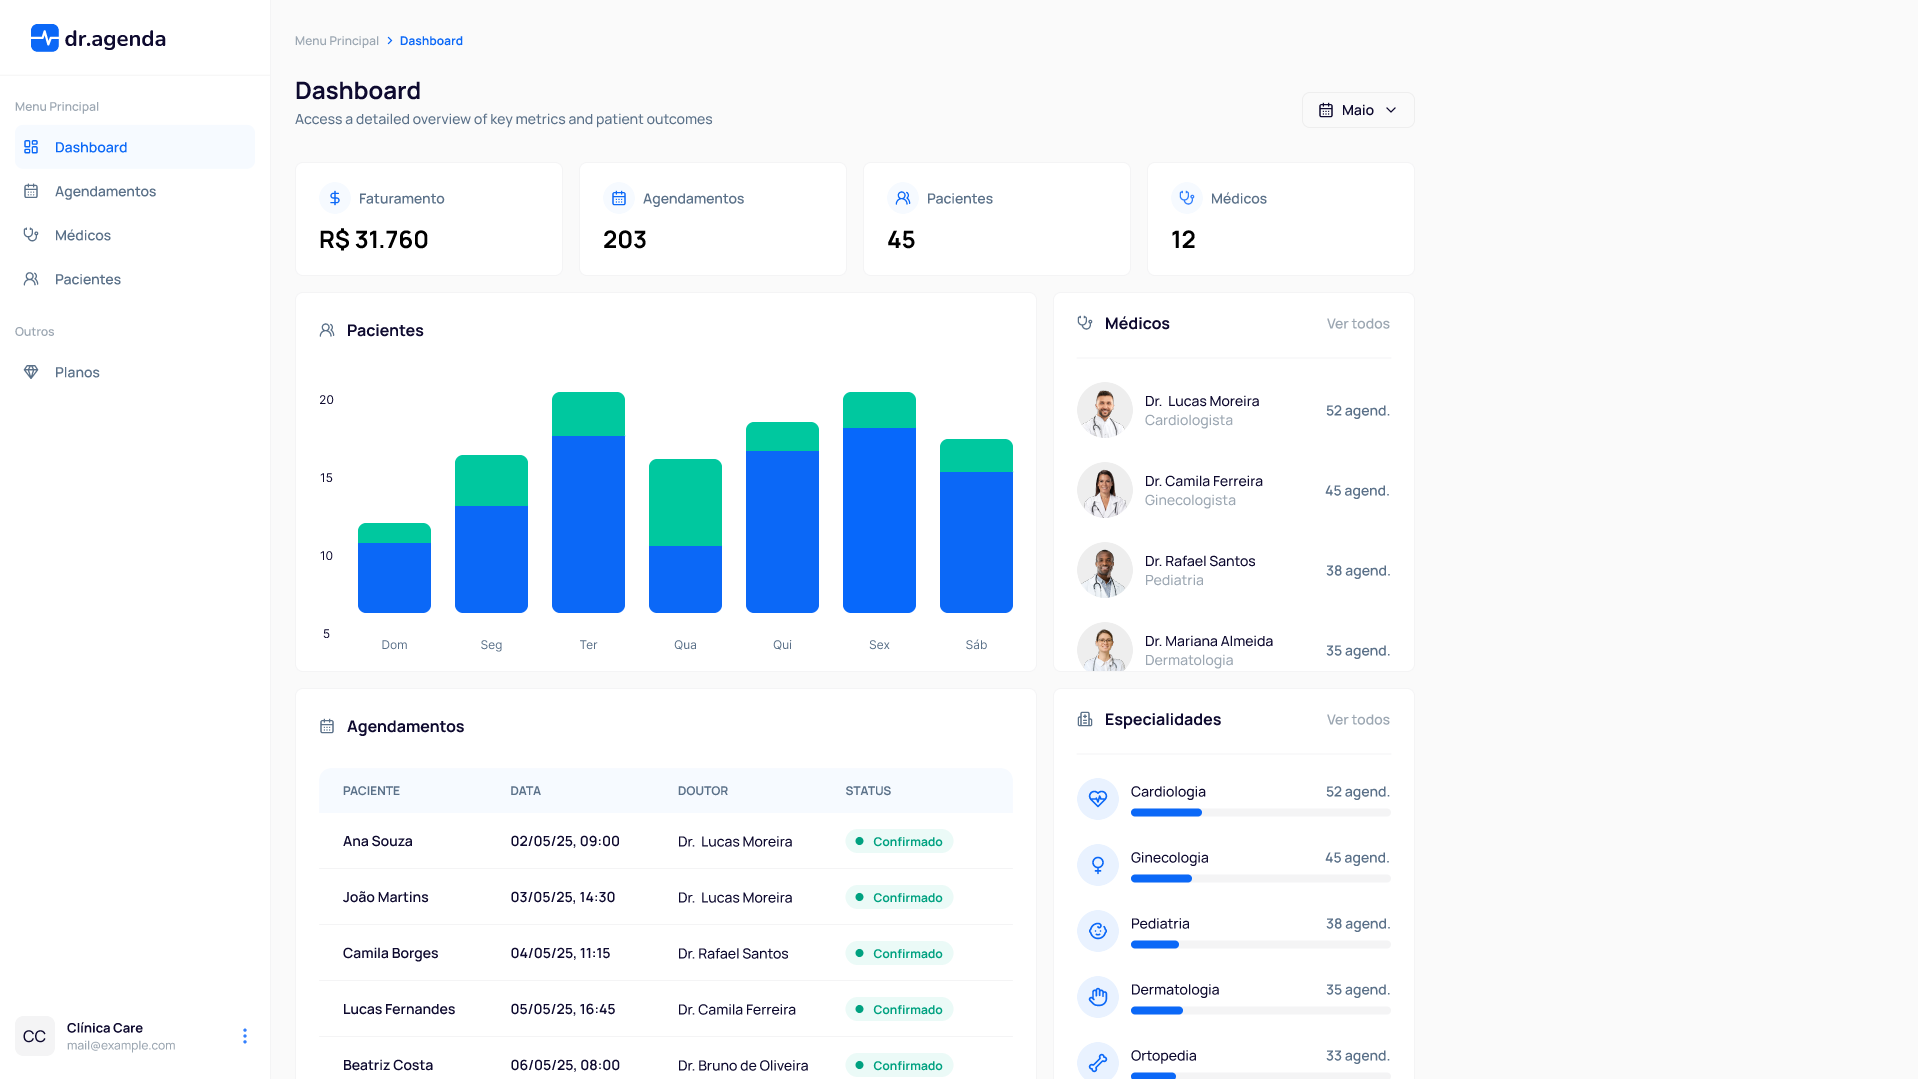 dr.agenda
Menu Principal
Dashboard
Agendamentos
Médicos
Pacientes
Outros
Planos
CC
Clínica Care
mail@example.com
Menu Principal > Dashboard
Dashboard
Access a detailed overview of key metrics and patient outcomes
Maio
Faturamento
R$ 31.760
Agendamentos
203
Pacientes
45
Médicos
12
Pacientes
20
15
10
5
Dom Seg Ter Qua Qui Sex Sáb
Médicos Ver todos
Dr. Lucas Moreira
Cardiologista
52 agend.
Dr. Camila Ferreira
Ginecologista
45 agend.
Dr. Rafael Santos
Pediatria
38 agend.
Dr. Mariana Almeida
Dermatologia
35 agend.
Agendamentos
PACIENTE DATA DOUTOR STATUS
Ana Souza 02/05/25, 09:00 Dr. Lucas Moreira Confirmado
João Martins 03/05/25, 14:30 Dr. Lucas Moreira Confirmado
Camila Borges 04/05/25, 11:15 Dr. Rafael Santos Confirmado
Lucas Fernandes 05/05/25, 16:45 Dr. Camila Ferreira Confirmado
Beatriz Costa 06/05/25, 08:00 Dr. Bruno de Oliveira Confirmado
Especialidades Ver todos
Cardiologia 52 agend.
Ginecologia 45 agend.
Pediatria 38 agend.
Dermatologia 35 agend.
Ortopedia 33 agend.